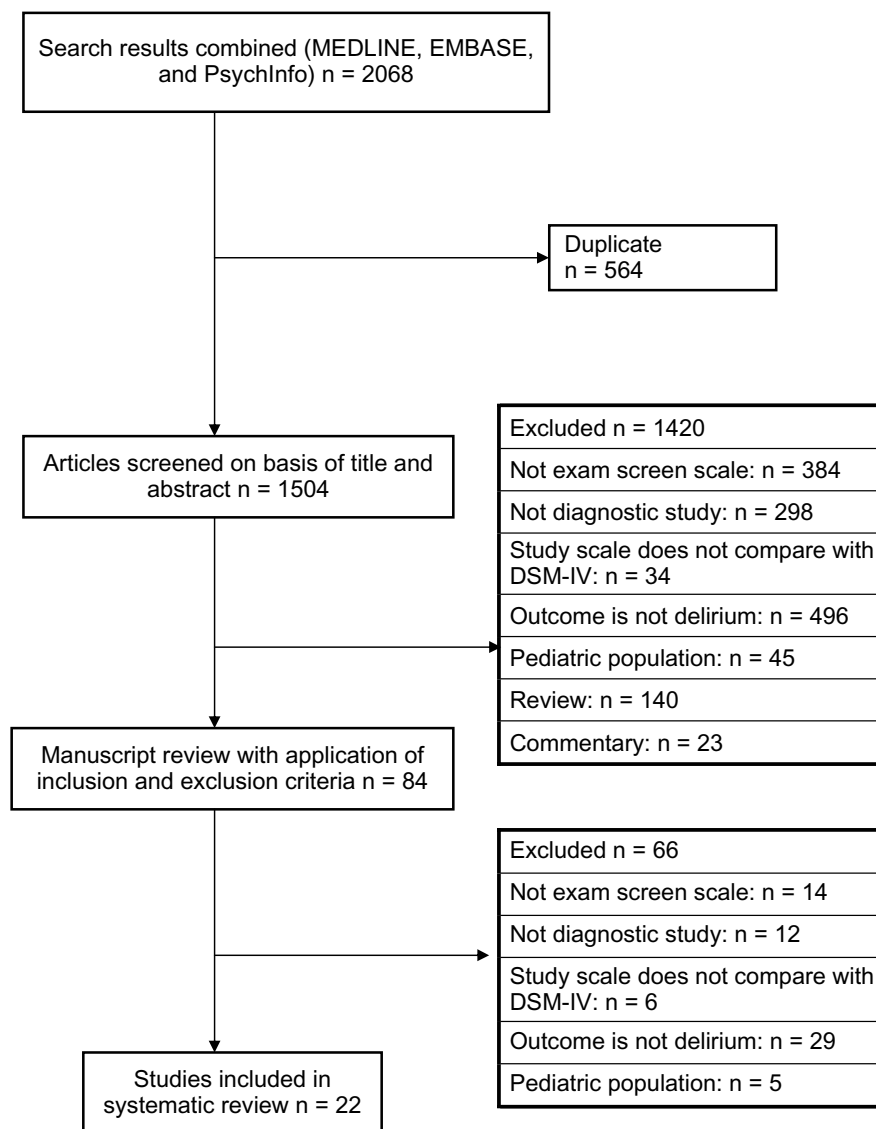 Search results combined (MEDLINE, EMBASE,
and PsychInfo) n = 2068
Duplicate
n = 564
Articles screened on basis of title and
abstract n = 1504
Excluded n = 1420
Not exam screen scale: n = 384
Not diagnostic study: n = 298
Study scale does not compare with
DSM-IV: n = 34
Outcome is not delirium: n = 496
Pediatric population: n = 45
Review: n = 140
Commentary: n = 23
Manuscript review with application of
inclusion and exclusion criteria n = 84
Excluded n = 66
Not exam screen scale: n = 14
Not diagnostic study: n = 12
Study scale does not compare with
DSM-IV: n = 6
Outcome is not delirium: n = 29
Pediatric population: n = 5
Studies included in
systematic review n = 22